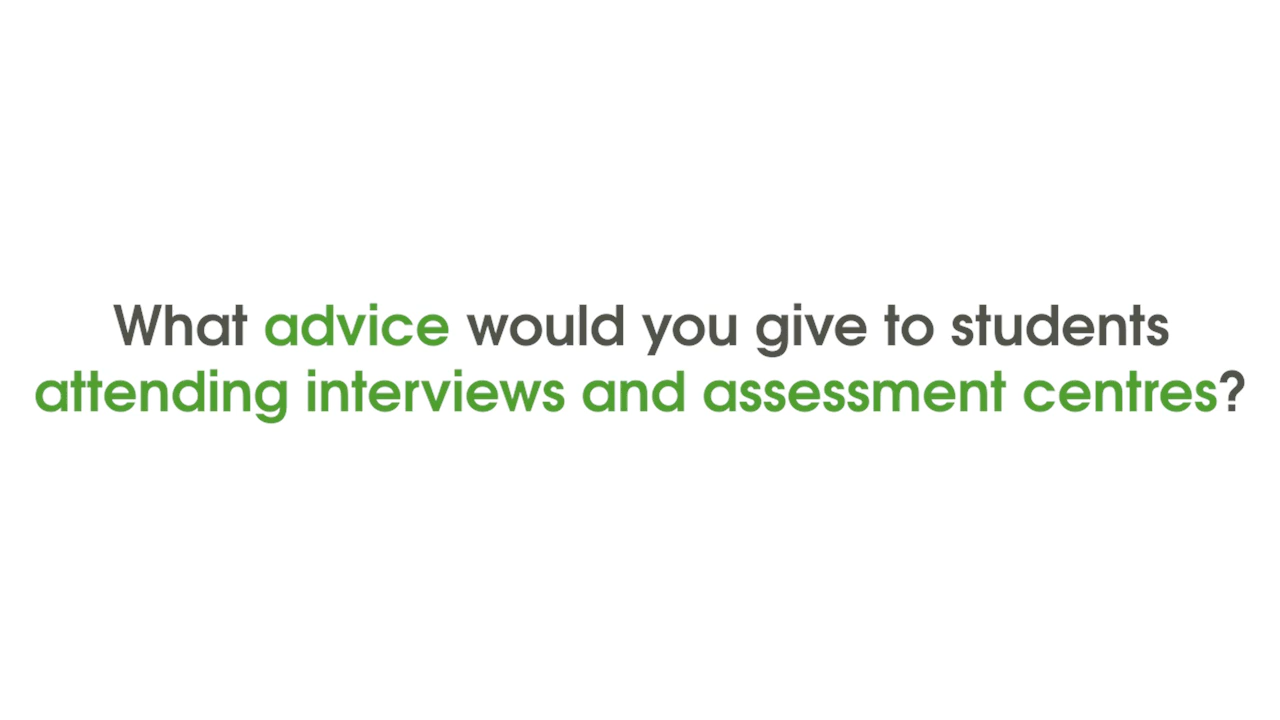 What advice would you give to students
attending interviews and assessment centres?